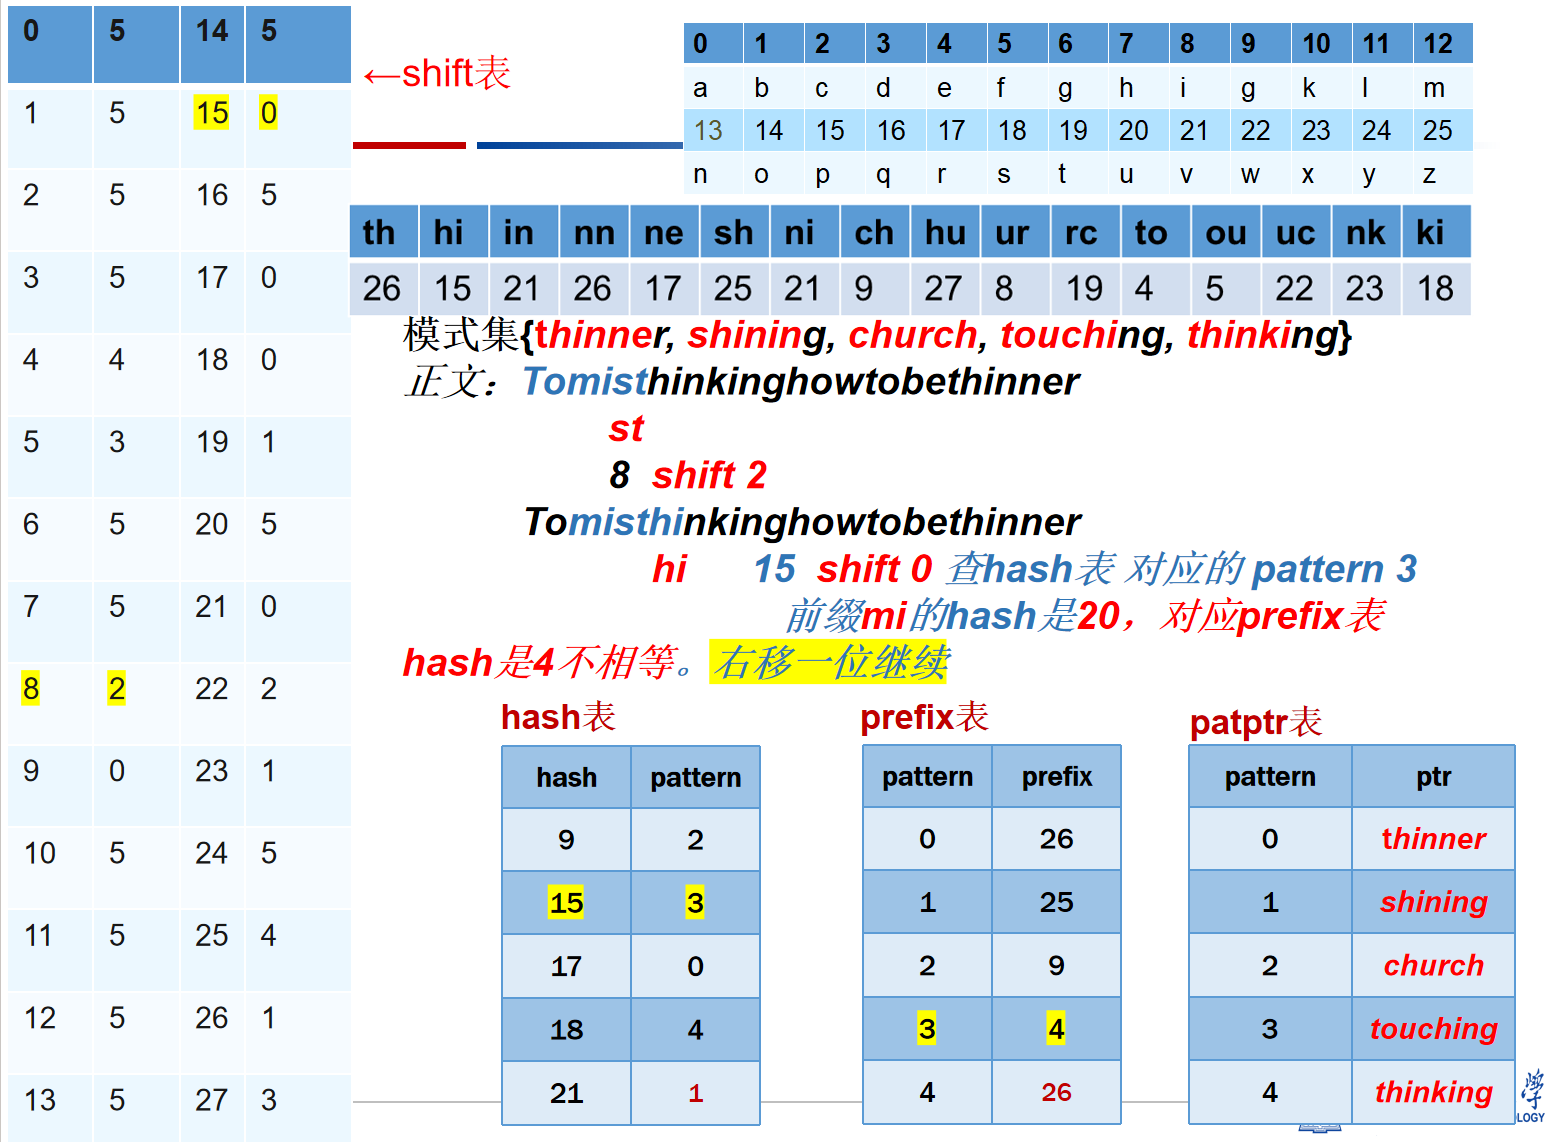 0 5 14 5
1 5 15 0
2 5 16 5
3 5 17 0
4 4 18 0
5 3 19 1
6 5 20 5
7 5 21 0
8 2 22 2
9 0 23 1
10 5 24 5
11 5 25 4
12 5 26 1
13 5 27 3
←shift表
0 1 2 3 4 5 6 7 8 9 10 11 12
a b c d e f g h i g k l m
13 14 15 16 17 18 19 20 21 22 23 24 25
n o p q r s t u v w x y z
th hi in nn ne sh ni ch hu ur rc to ou uc nk ki
26 15 21 26 17 25 21 9 27 8 19 4 5 22 23 18
模式集{thinner, shining, church, touching, thinking}
正文：Tomisthinkinghowtobethinner
st
8 shift 2
Tomisthinkinghowtobethinner
hi 15 shift 0 查hash表 对应的 pattern 3
前缀mi的hash是20，对应prefix表
hash是4不相等。右移一位继续
hash表
hash pattern
9 2
15 3
17 0
18 4
21 1
prefix表
pattern prefix
0 26
1 25
2 9
3 4
4 26
patptr表
pattern ptr
0 thinner
1 shining
2 church
3 touching
4 thinking
學
LOGY